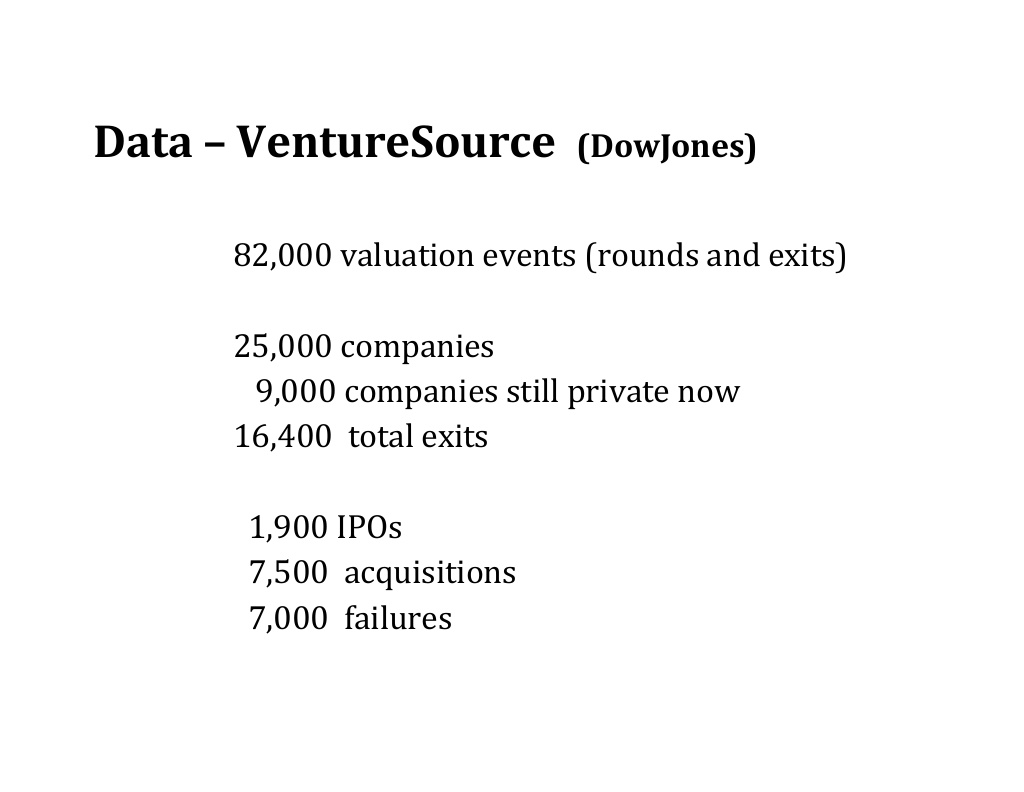 Data – VentureSource (DowJones)
82,000 valuation events (rounds and exits)
25,000 companies
9,000 companies still private now
16,400 total exits
1,900 IPOs
7,500 acquisitions
7,000 failures